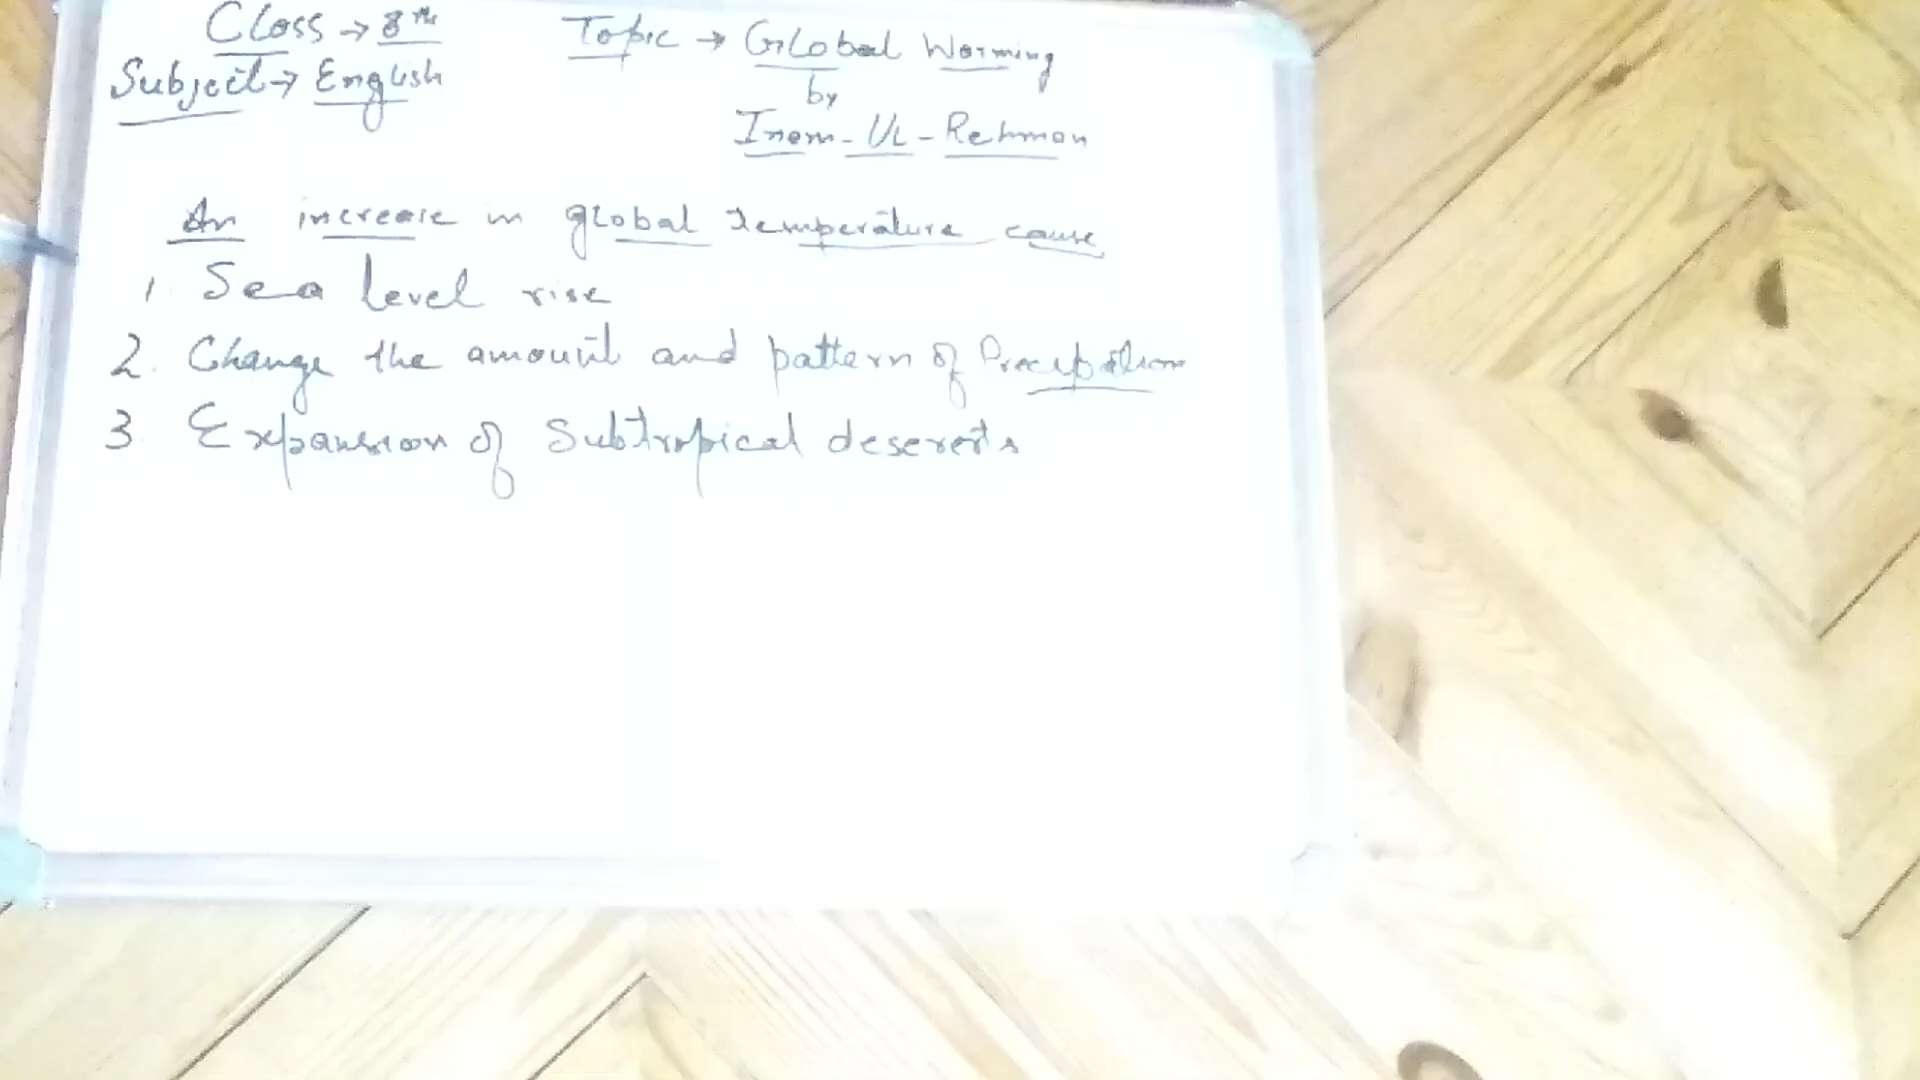 Class → 8th
Subject → English
Topic → Global Warming
by
Inam-Ul-Rehman
An increase in global temperature cause
1. Sea level rise
2. Change the amount and pattern of Precipitation
3. Expansion of Subtropical desererts